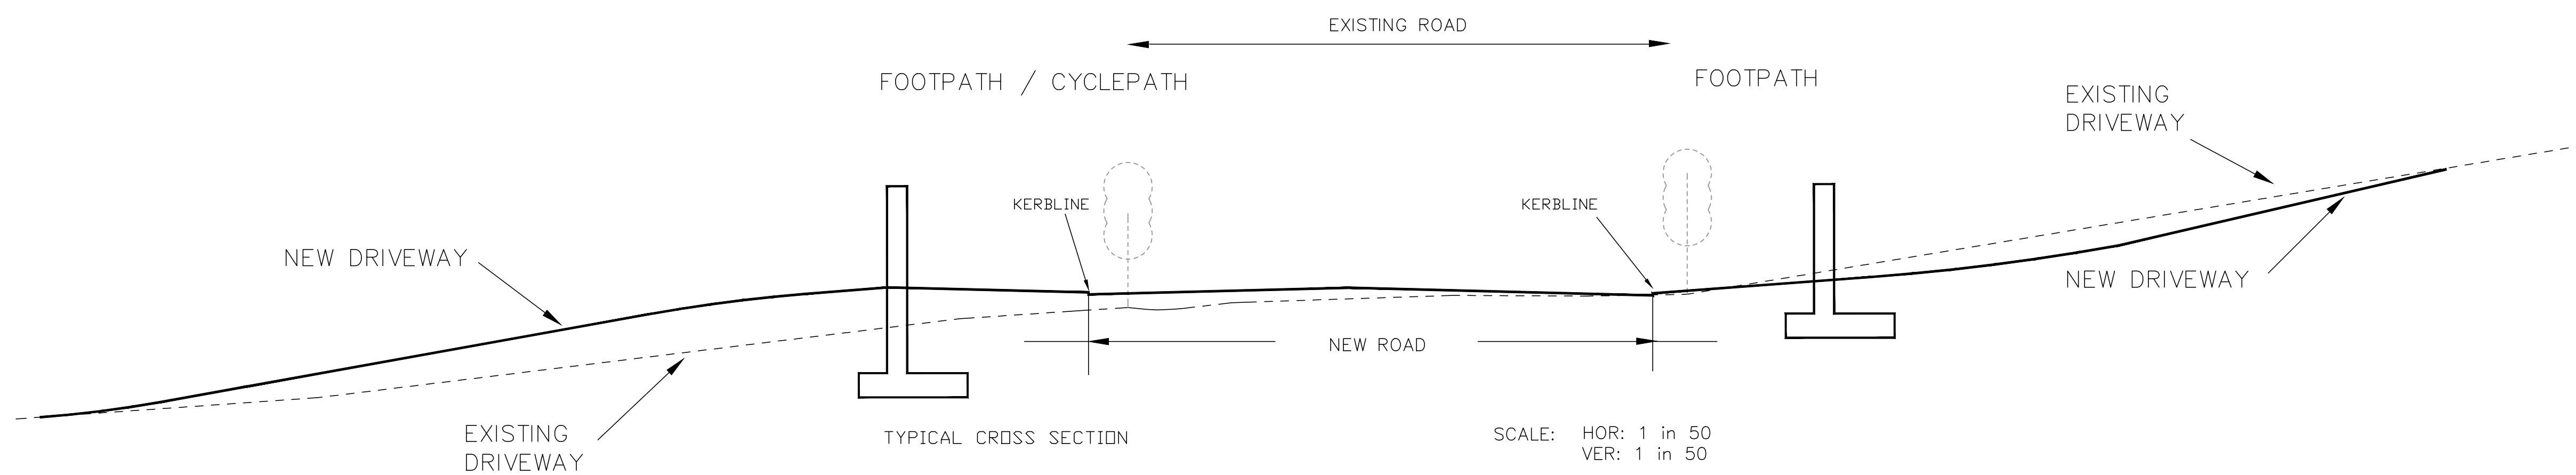 EXISTING ROAD
FOOTPATH / CYCLEPATH
FOOTPATH
EXISTING
DRIVEWAY
KERBLINE
KERBLINE
NEW DRIVEWAY
NEW DRIVEWAY
NEW ROAD
EXISTING
DRIVEWAY
TYPICAL CROSS SECTION
SCALE: HOR: 1 in 50
VER: 1 in 50